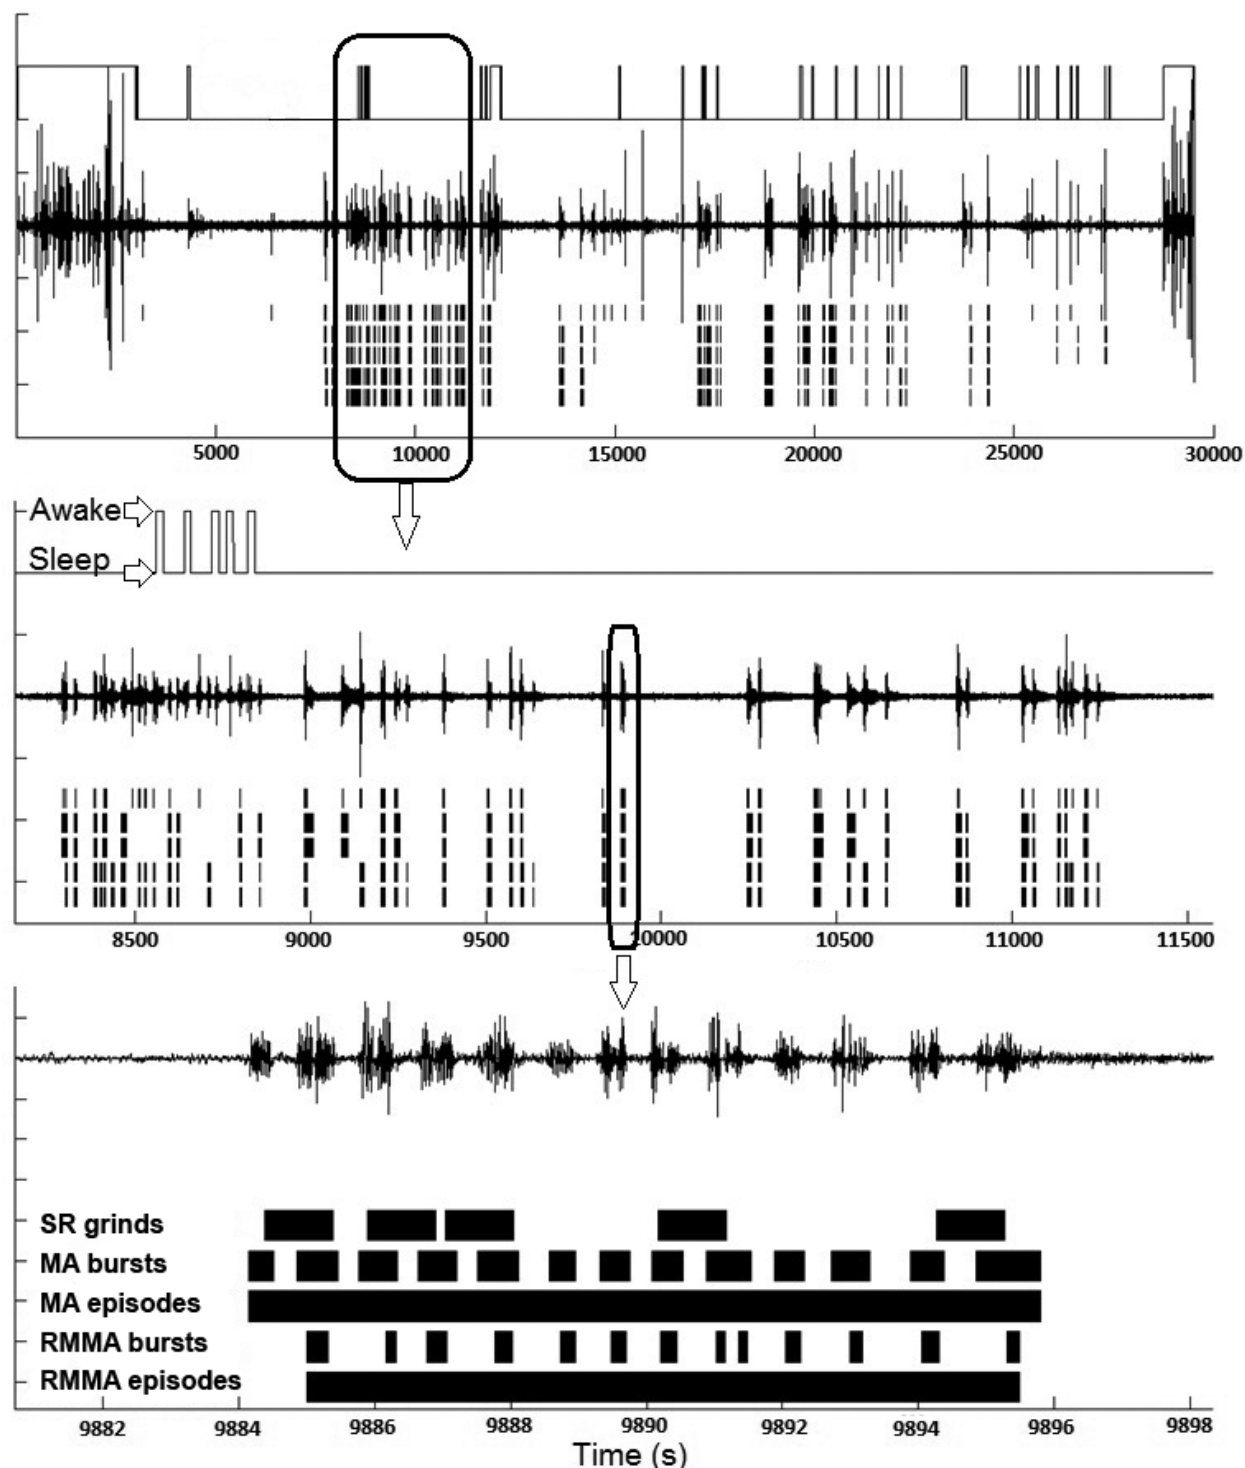 5000 10000 15000 20000 25000 30000
Awake
Sleep
8500 9000 9500 10000 10500 11000 11500
SR grinds
MA bursts
MA episodes
RMMA bursts
RMMA episodes
9882 9884 9886 9888 9890 9892 9894 9896 9898
Time (s)